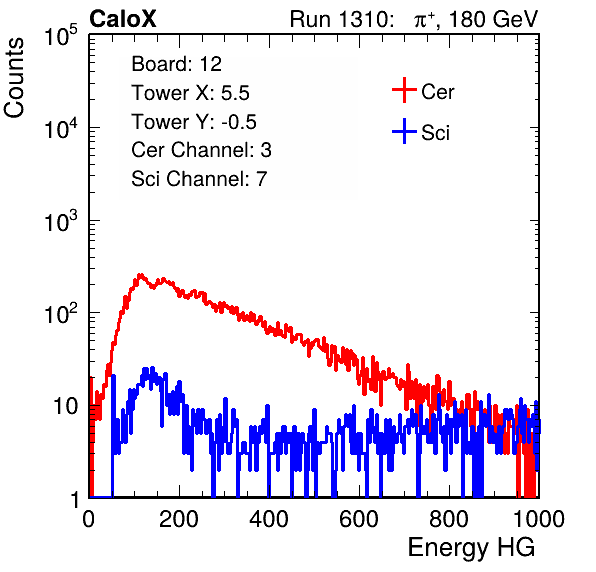 CaloX Run 1310: π⁺, 180 GeV
Counts
10⁵
10⁴
10³
10²
10
1
Board: 12
Tower X: 5.5
Tower Y: -0.5
Cer Channel: 3
Sci Channel: 7
Cer
Sci
0 200 400 600 800 1000
Energy HG